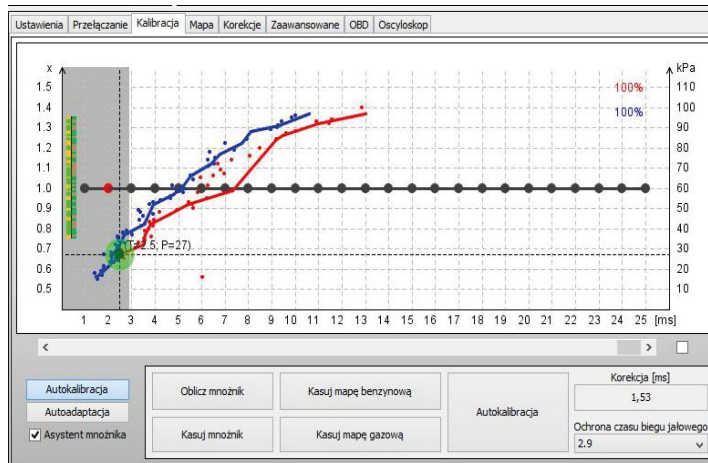 Ustawienia Przełączanie Kalibracja Mapa Korekcje Zaawansowane OBD Oscyloskop
x kPa
1.5 100% 110
1.4 100
1.3 100% 90
1.2 80
1.1 70
1.0 60
0.9 50
0.8 40
0.7 (T=2.5; P=27) 30
0.6 20
0.5 10
1 2 3 4 5 6 7 8 9 10 11 12 13 14 15 16 17 18 19 20 21 22 23 24 25 [ms]
Autokalibracja
Autoadaptacja
Asystent mnożnika
Oblicz mnożnik
Kasuj mapę benzynową
Kasuj mnożnik
Kasuj mapę gazową
Autokalibracja
Korekcja [ms]
1,53
Ochrona czasu biegu jałowego
2.9